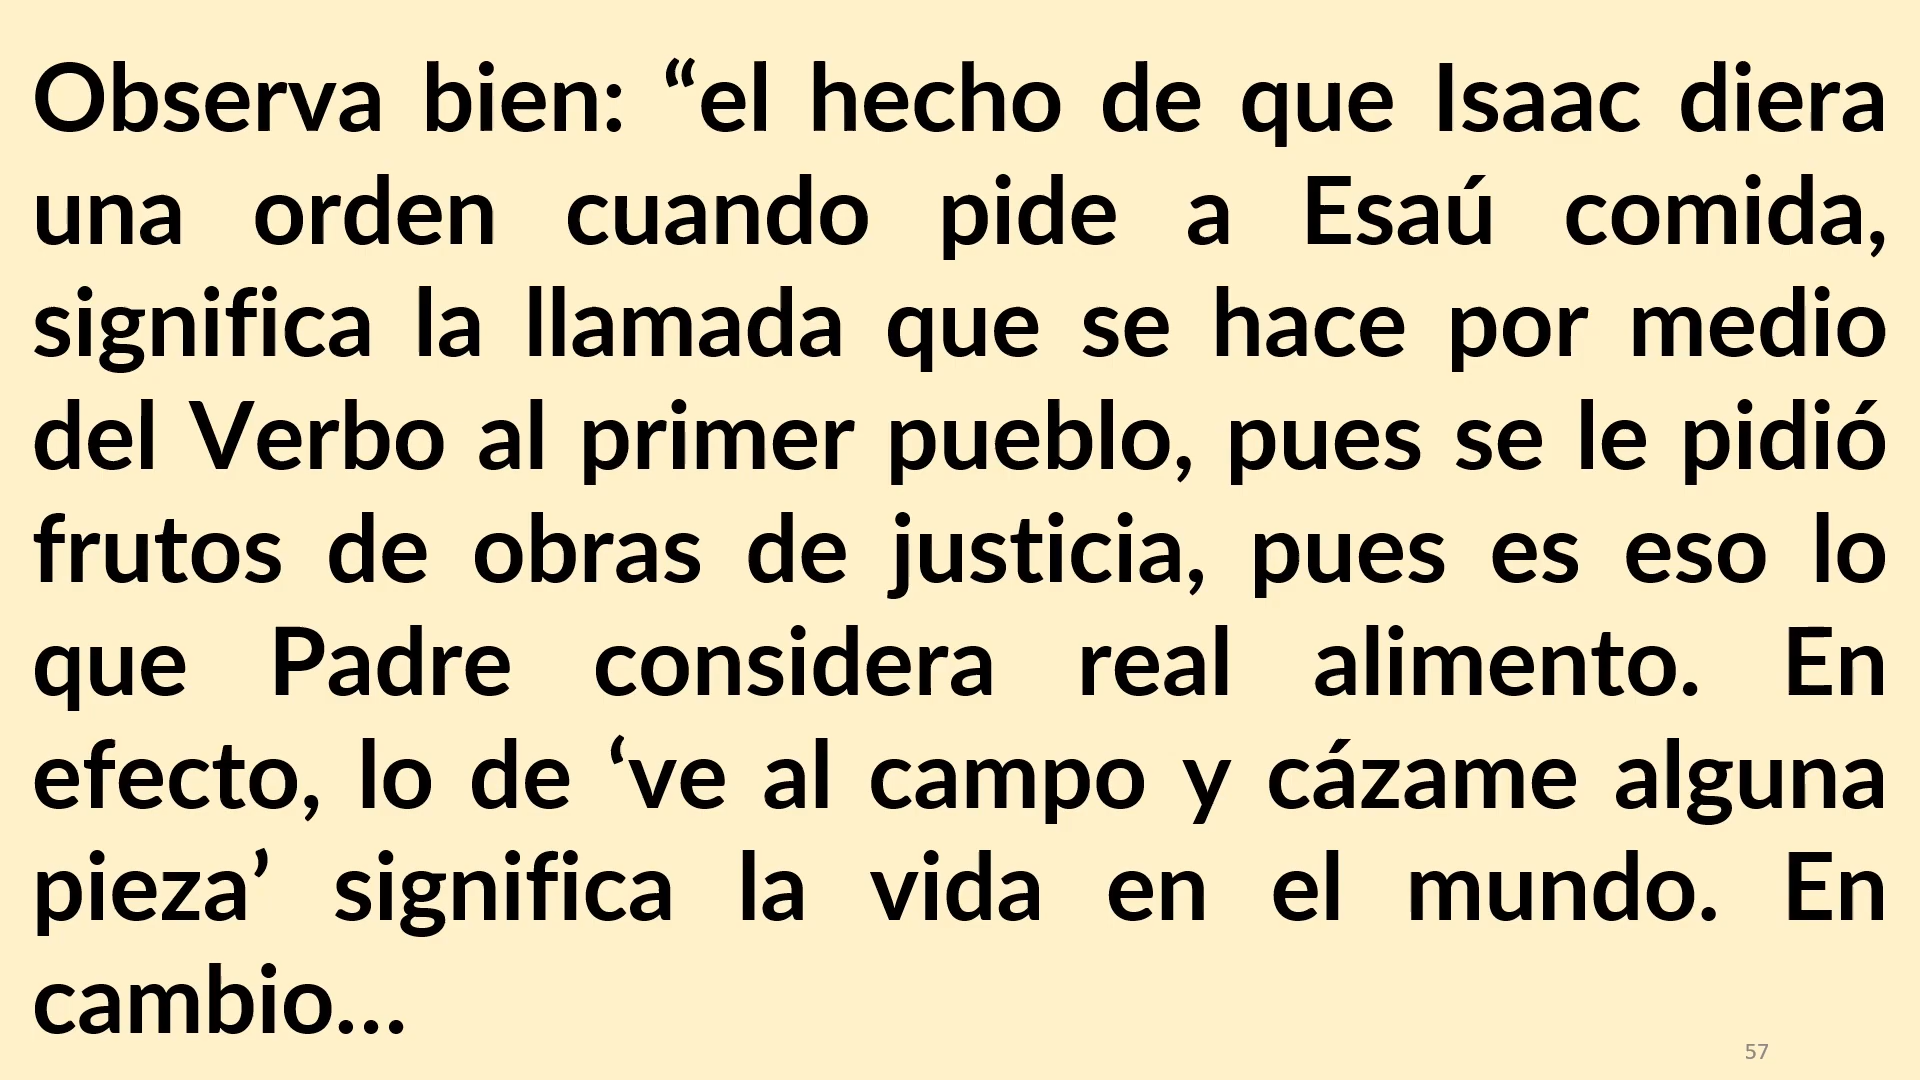 Observa bien: “el hecho de que Isaac diera
una orden cuando pide a Esaú comida,
significa la llamada que se hace por medio
del Verbo al primer pueblo, pues se le pidió
frutos de obras de justicia, pues es eso lo
que Padre considera real alimento. En
efecto, lo de ‘ve al campo y cázame alguna
pieza’ significa la vida en el mundo. En
cambio…
57